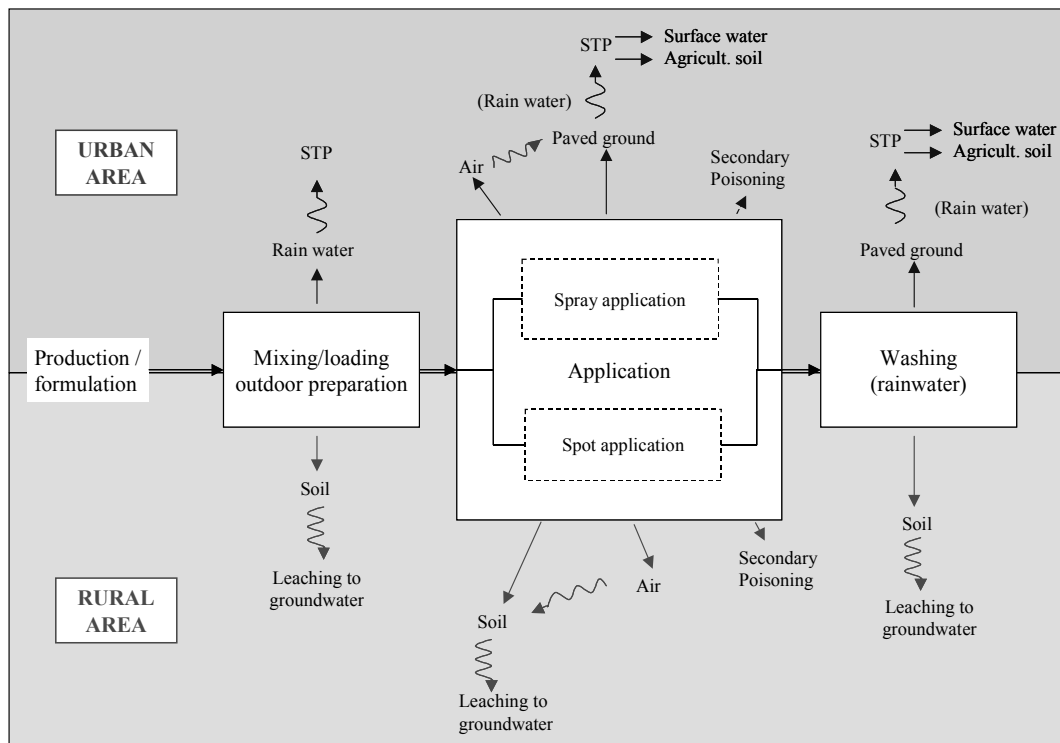 STP
Surface water
Agricult. soil
(Rain water)
Paved ground
Air
Secondary
Poisoning
STP
Surface water
Agricult. soil
(Rain water)
Paved ground
URBAN
AREA
STP
Rain water
Production /
formulation
Mixing/loading
outdoor preparation
Spray application
Application
Spot application
Washing
(rainwater)
Soil
Leaching to
groundwater
RURAL
AREA
Soil
Leaching to
groundwater
Air
Secondary
Poisoning
Soil
Leaching to
groundwater